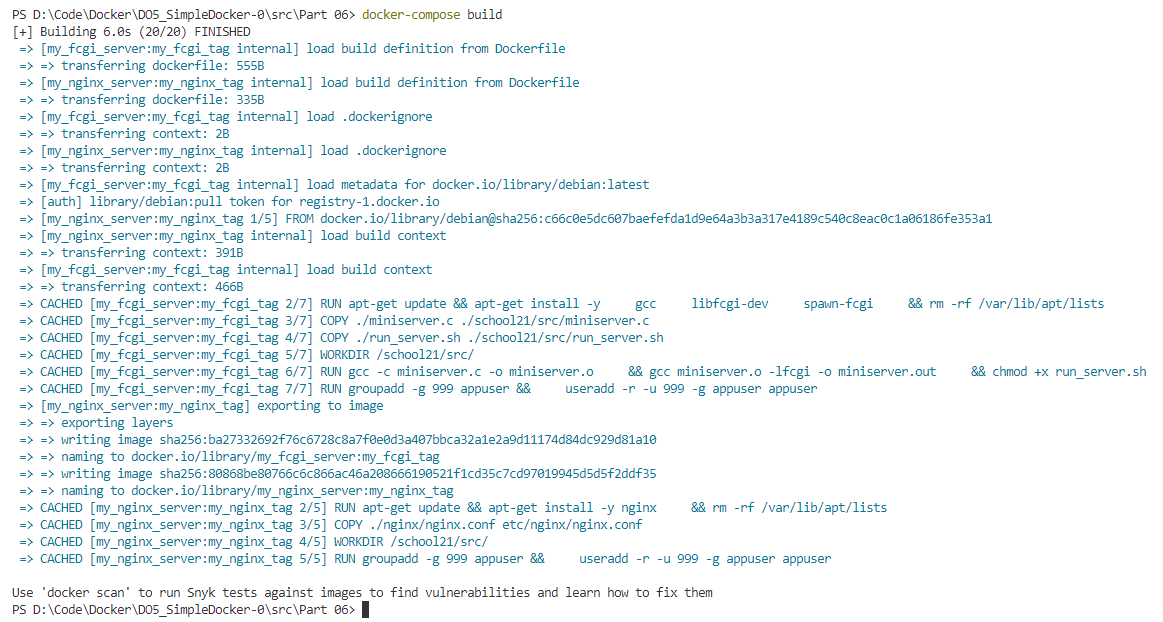 PS D:\Code\Docker\DO5_SimpleDocker-0\src\Part 06> docker-compose build
[+] Building 6.0s (20/20) FINISHED
=> [my_fcgi_server:my_fcgi_tag internal] load build definition from Dockerfile
=> => transferring dockerfile: 555B
=> [my_nginx_server:my_nginx_tag internal] load build definition from Dockerfile
=> => transferring dockerfile: 335B
=> [my_fcgi_server:my_fcgi_tag internal] load .dockerignore
=> => transferring context: 2B
=> [my_nginx_server:my_nginx_tag internal] load .dockerignore
=> => transferring context: 2B
=> [my_fcgi_server:my_fcgi_tag internal] load metadata for docker.io/library/debian:latest
=> [auth] library/debian:pull token for registry-1.docker.io
=> [my_nginx_server:my_nginx_tag 1/5] FROM docker.io/library/debian@sha256:c66c0e5dc607baefefda1d9e64a3b3a317e4189c540c8eac0c1a06186fe353a1
=> [my_nginx_server:my_nginx_tag internal] load build context
=> => transferring context: 391B
=> [my_fcgi_server:my_fcgi_tag internal] load build context
=> => transferring context: 466B
=> CACHED [my_fcgi_server:my_fcgi_tag 2/7] RUN apt-get update && apt-get install -y     gcc     libfcgi-dev     spawn-fcgi     && rm -rf /var/lib/apt/lists
=> CACHED [my_fcgi_server:my_fcgi_tag 3/7] COPY ./miniserver.c ./school21/src/miniserver.c
=> CACHED [my_fcgi_server:my_fcgi_tag 4/7] COPY ./run_server.sh ./school21/src/run_server.sh
=> CACHED [my_fcgi_server:my_fcgi_tag 5/7] WORKDIR /school21/src/
=> CACHED [my_fcgi_server:my_fcgi_tag 6/7] RUN gcc -c miniserver.c -o miniserver.o     && gcc miniserver.o -lfcgi -o miniserver.out     && chmod +x run_server.sh
=> CACHED [my_fcgi_server:my_fcgi_tag 7/7] RUN groupadd -g 999 appuser &&     useradd -r -u 999 -g appuser appuser
=> [my_nginx_server:my_nginx_tag] exporting to image
=> => exporting layers
=> => writing image sha256:ba27332692f76c6728c8a7f0e0d3a407bbca32a1e2a9d11174d84dc929d81a10
=> => naming to docker.io/library/my_fcgi_server:my_fcgi_tag
=> => writing image sha256:80868be80766c6c866ac46a208666190521f1cd35c7cd97019945d5d5f2ddf35
=> => naming to docker.io/library/my_nginx_server:my_nginx_tag
=> CACHED [my_nginx_server:my_nginx_tag 2/5] RUN apt-get update && apt-get install -y nginx     && rm -rf /var/lib/apt/lists
=> CACHED [my_nginx_server:my_nginx_tag 3/5] COPY ./nginx/nginx.conf etc/nginx/nginx.conf
=> CACHED [my_nginx_server:my_nginx_tag 4/5] WORKDIR /school21/src/
=> CACHED [my_nginx_server:my_nginx_tag 5/5] RUN groupadd -g 999 appuser &&     useradd -r -u 999 -g appuser appuser
Use 'docker scan' to run Snyk tests against images to find vulnerabilities and learn how to fix them
PS D:\Code\Docker\DO5_SimpleDocker-0\src\Part 06>